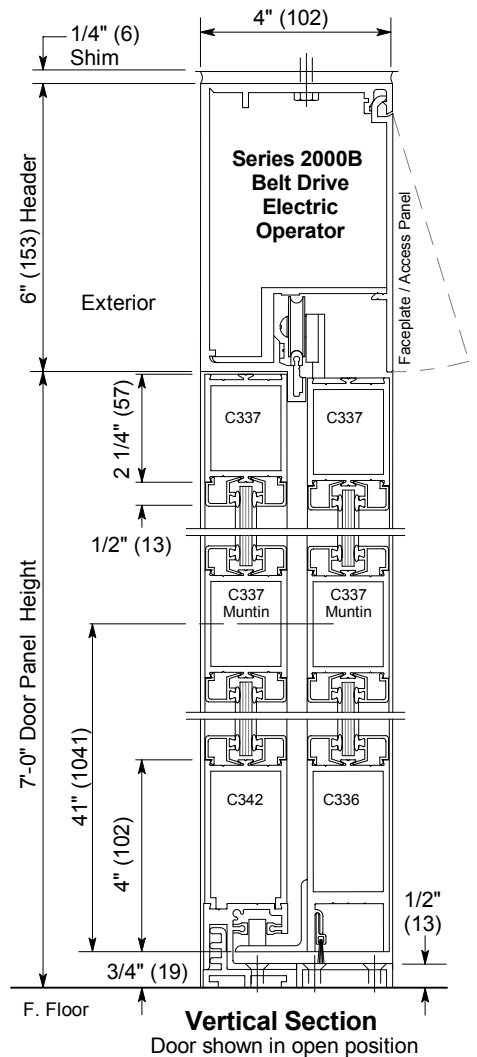 4" (102)
1/4" (6)
Shim
Series 2000B
Belt Drive
Electric
Operator
6" (153) Header
Exterior
Faceplate / Access Panel
C337
C337
2 1/4" (57)
1/2" (13)
C337
Muntin
C337
Muntin
7'-0" Door Panel Height
41" (1041)
C342
C336
4" (102)
1/2"
(13)
3/4" (19)
F. Floor
Vertical Section
Door shown in open position